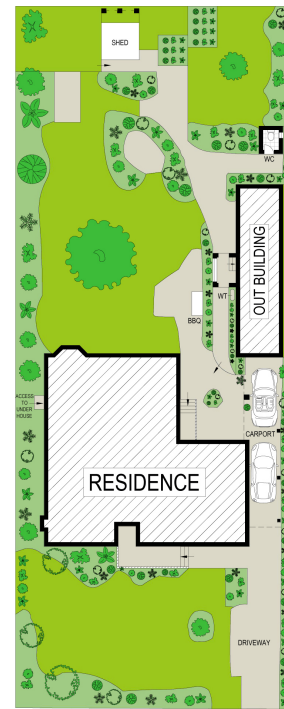 SHED
WC
OUT BUILDING
WT
BBQ
ACCESS
TO
UNDER
HOUSE
CARPORT
RESIDENCE
DRIVEWAY